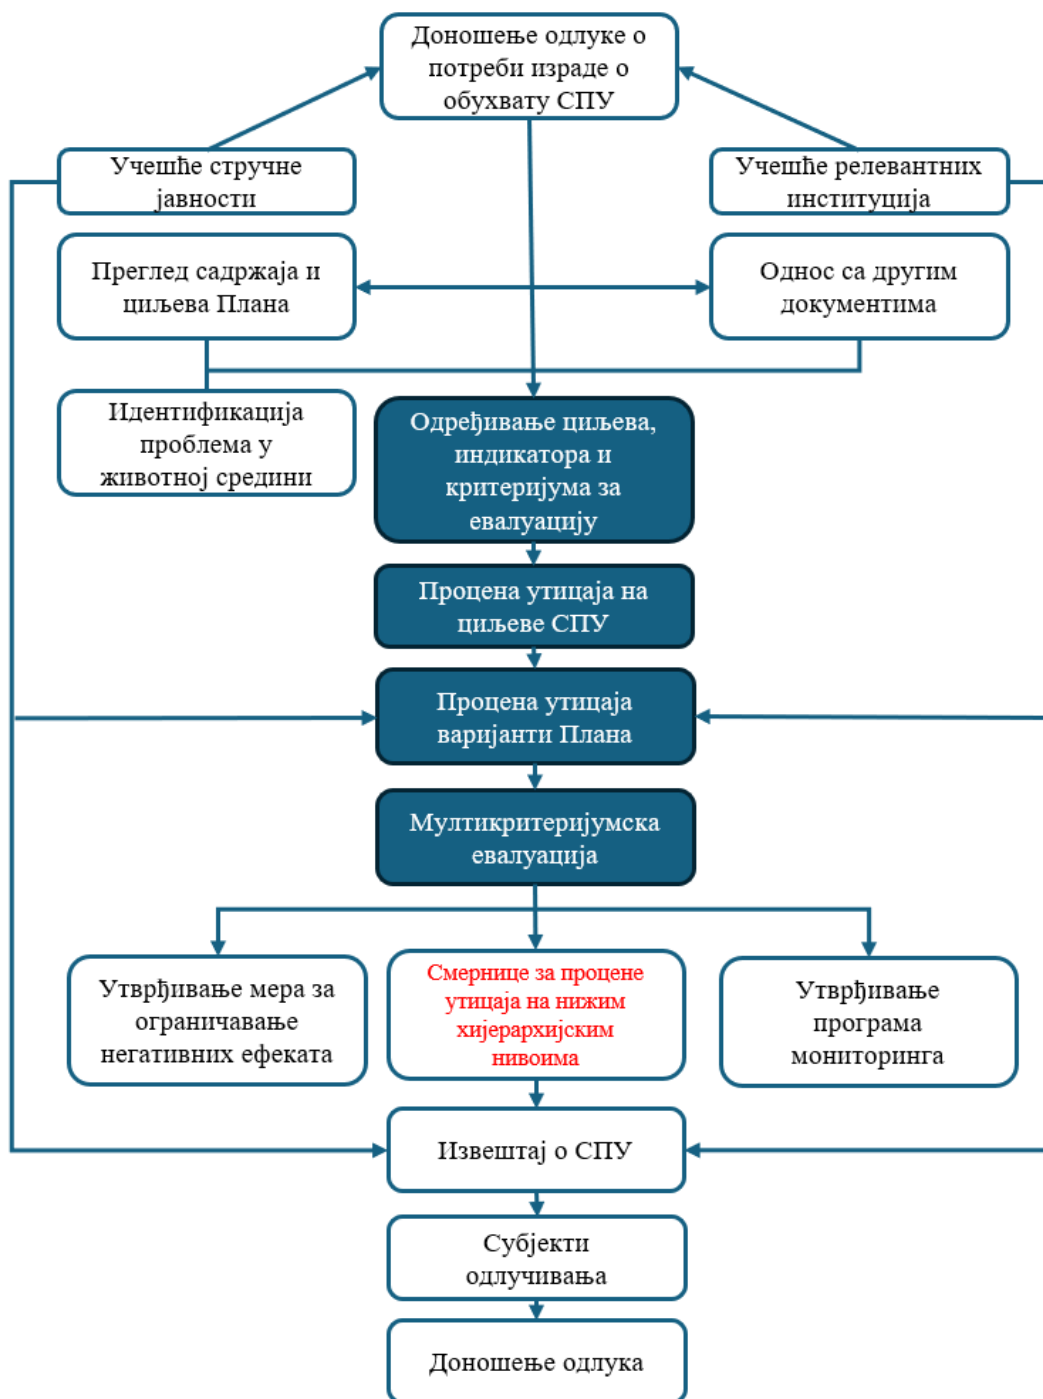 Доношење одлуке о
потреби израде о
обухвату СПУ
Учешће стручне
јавности
Учешће релевантних
институција
Преглед садржаја и
циљева Плана
Однос са другим
документима
Идентификација
проблема у
животној средини
Одређивање циљева,
индикатора и
критеријума за
евалуацију
Процена утицаја на
циљеве СПУ
Процена утицаја
варијанти Плана
Мултикритеријумска
евалуација
Утврђивање мера за
ограничавање
негативних ефеката
Смернице за процене
утицаја на нижим
хијерархијским
нивоима
Утврђивање
програма
мониторинга
Извештај о СПУ
Субјекти
одлучивања
Доношење одлука